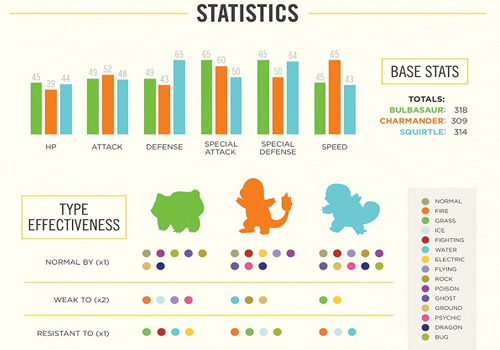 STATISTICS
45 39 44
49 52 48
49 43 65
65 60 50
65 50 64
45 65 43
HP
ATTACK
DEFENSE
SPECIAL
ATTACK
SPECIAL
DEFENSE
SPEED
BASE STATS
TOTALS:
BULBASAUR: 318
CHARMANDER: 309
SQUIRTLE: 314
TYPE
EFFECTIVENESS
NORMAL BY (x1)
WEAK TO (x2)
RESISTANT TO (x1)
NORMAL
FIRE
GRASS
ICE
FIGHTING
WATER
ELECTRIC
FLYING
ROCK
POISON
GHOST
GROUND
PSYCHIC
DRAGON
BUG